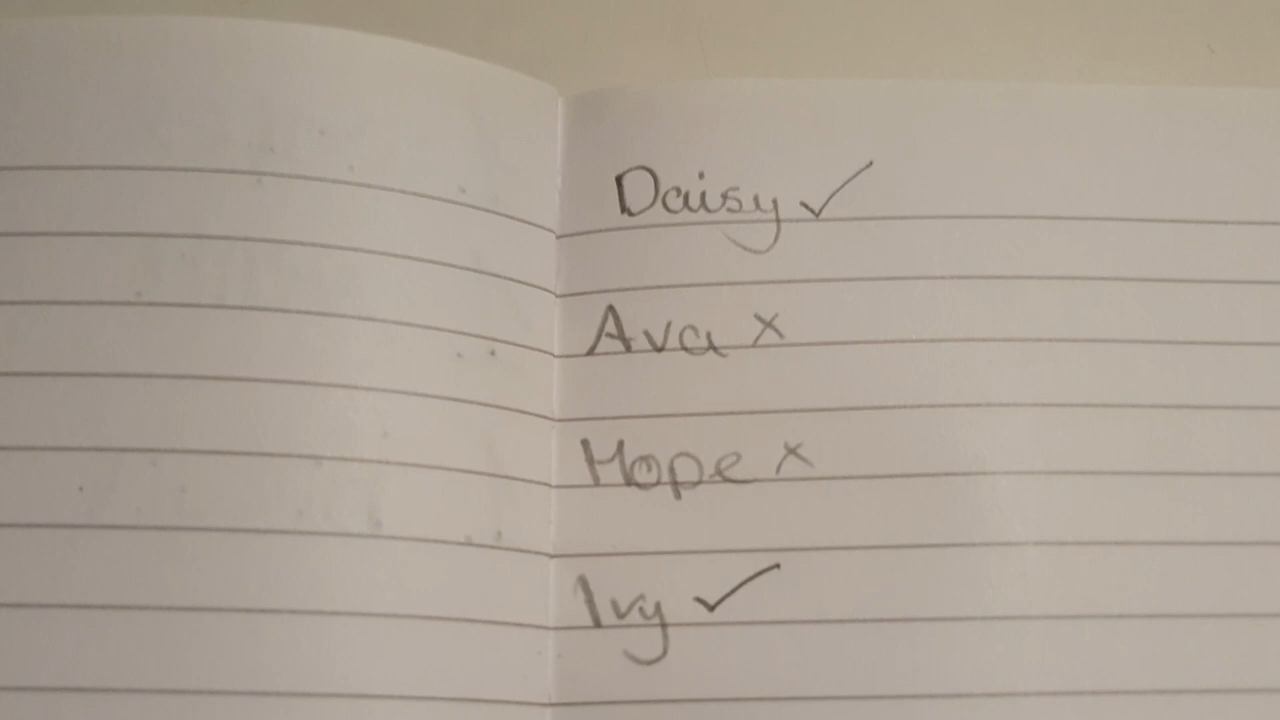 Daisy ✓
Ava x
Hope x
Ivy ✓